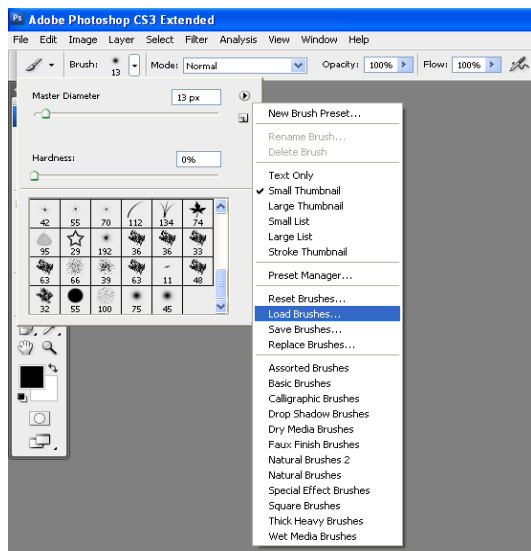 Ps Adobe Photoshop CS3 Extended
File Edit Image Layer Select Filter Analysis View Window Help
Brush: 13 Mode: Normal Opacity: 100% Flow: 100%
Master Diameter 13 px
Hardness: 0%
42 55 70 112 134 74
95 29 192 36 36 33
63 66 39 63 11 48
32 55 100 75 45
New Brush Preset...
Rename Brush...
Delete Brush
Text Only
Small Thumbnail
Large Thumbnail
Small List
Large List
Stroke Thumbnail
Preset Manager...
Reset Brushes...
Load Brushes...
Save Brushes...
Replace Brushes...
Assorted Brushes
Basic Brushes
Calligraphic Brushes
Drop Shadow Brushes
Dry Media Brushes
Faux Finish Brushes
Natural Brushes 2
Natural Brushes
Special Effect Brushes
Square Brushes
Thick Heavy Brushes
Wet Media Brushes